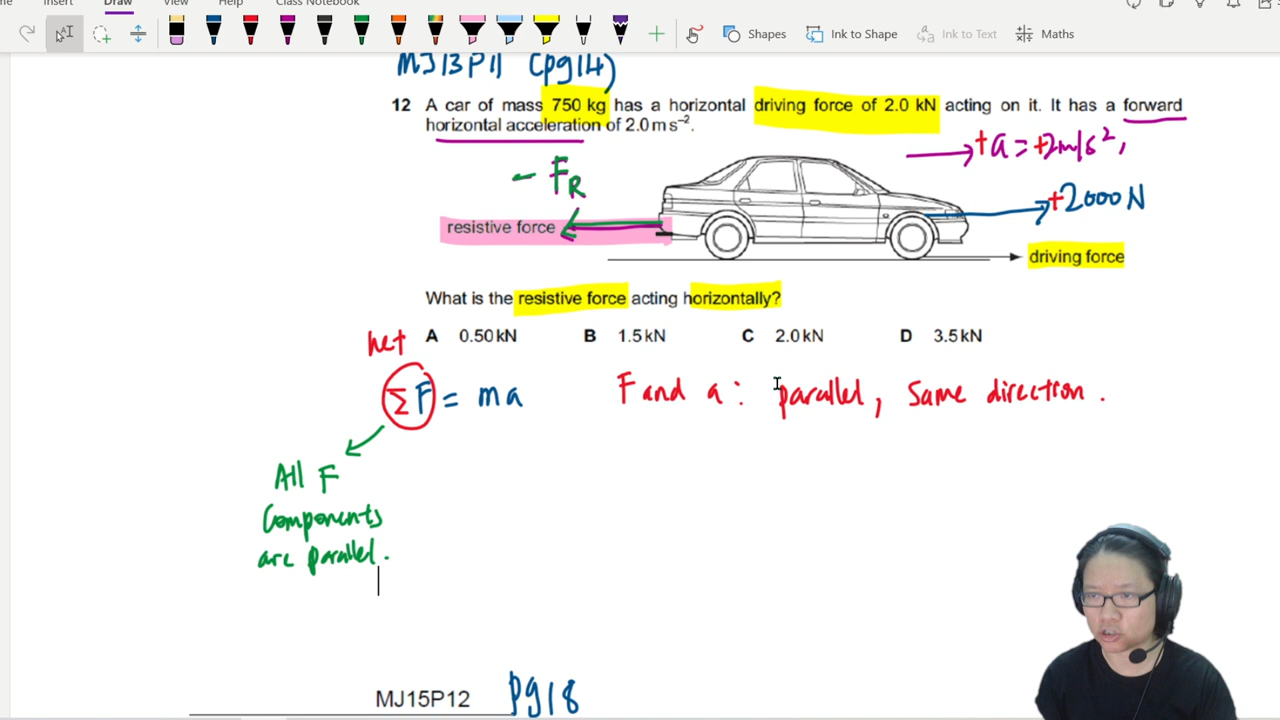 Insert Draw View Help Class Notebook
Shapes Ink to Shape Ink to Text Maths
MJ13P11 (pg14)
12 A car of mass 750 kg has a horizontal driving force of 2.0 kN acting on it. It has a forward
horizontal acceleration of 2.0 m s⁻².
+a = +2m/s²,
- FR
+2000N
resistive force
driving force
What is the resistive force acting horizontally?
A 0.50 kN B 1.5 kN C 2.0 kN D 3.5 kN
net
ΣF = ma F and a : parallel, same direction.
All F
components
are parallel.
MJ15P12 pg18